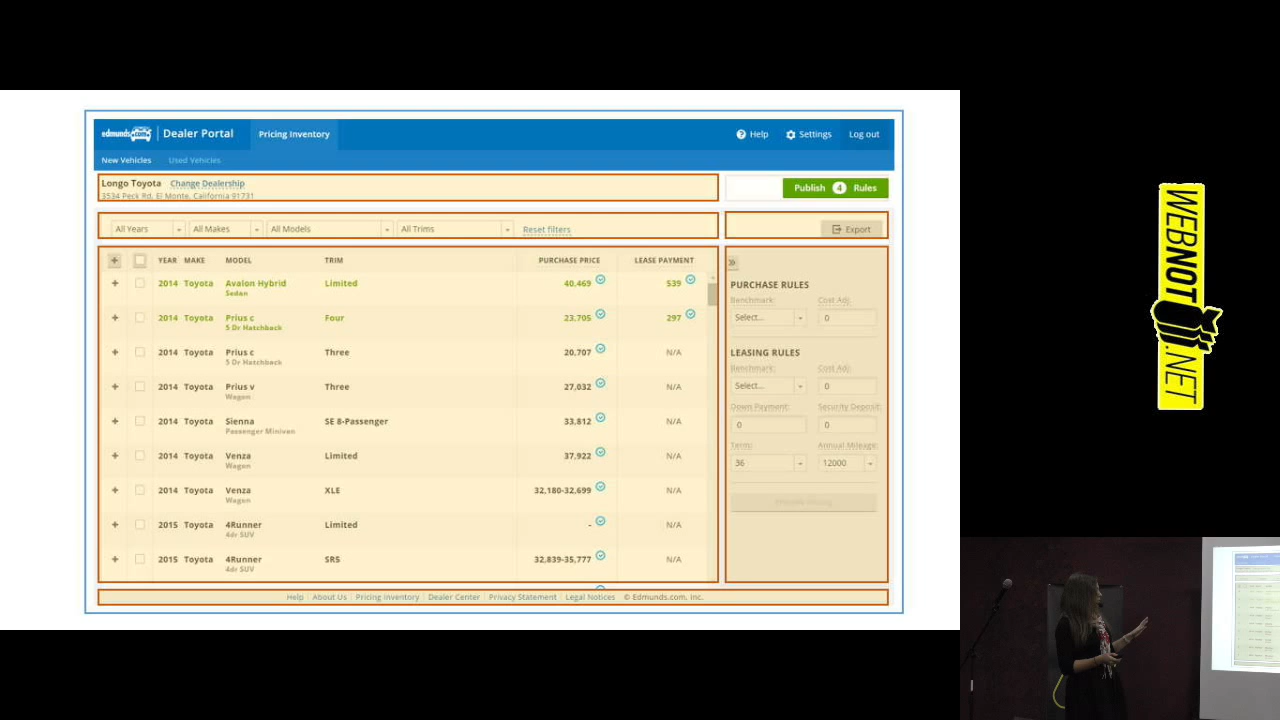 edmunds.com Dealer Portal Pricing Inventory Help Settings Log out
New Vehicles Used Vehicles
Longo Toyota Change Dealership
3534 Peck Rd, El Monte, California 91731
Publish 4 Rules
All Years All Makes All Models All Trims Reset filters
Export
YEAR MAKE MODEL TRIM PURCHASE PRICE LEASE PAYMENT
2014 Toyota Avalon Hybrid Limited 40,469 539
Sedan
2014 Toyota Prius c Four 23,705 297
5 Dr Hatchback
2014 Toyota Prius c Three 20,707 N/A
5 Dr Hatchback
2014 Toyota Prius v Three 27,032 N/A
Wagon
2014 Toyota Sienna SE 8-Passenger 33,812 N/A
Passenger Minivan
2014 Toyota Venza Limited 37,922 N/A
Wagon
2014 Toyota Venza XLE 32,180-32,699 N/A
Wagon
2015 Toyota 4Runner Limited - N/A
4dr SUV
2015 Toyota 4Runner SR5 32,839-35,777 N/A
4dr SUV
PURCHASE RULES
Benchmark: Cost Adj.
Select... 0
LEASING RULES
Benchmark: Cost Adj.
Select... 0
Down Payment: Security Deposit:
0 0
Term: Annual Mileage:
36 12000
Help About Us Pricing Inventory Dealer Center Privacy Statement Legal Notices © Edmunds.com, Inc.
WEBNOT.NET